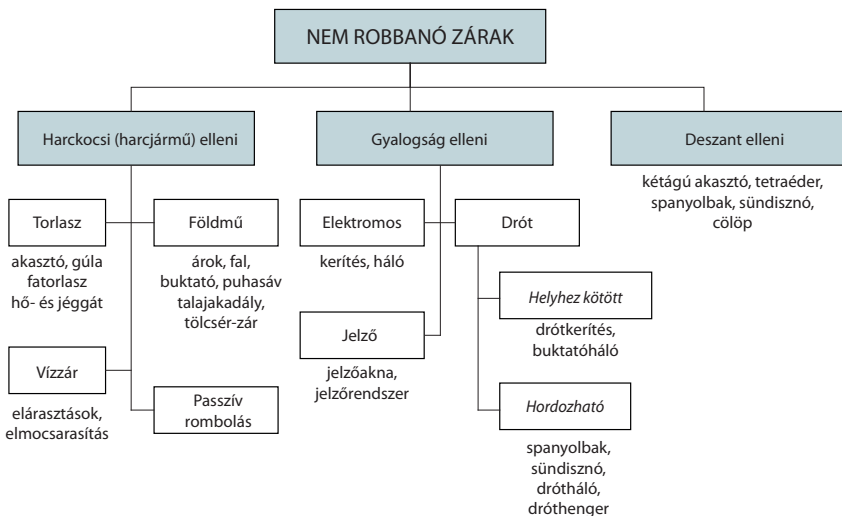 NEM ROBBANÓ ZÁRAK
Harckocsi (harcjármű) elleni
Gyalogság elleni
Deszant elleni
kétágú akasztó, tetraéder,
spanyolbak, sündisznó,
cölöp
Torlasz
akasztó, gúla
fatorlasz
hő- és jéggát
Földmű
árok, fal,
buktató, puhasáv
talajakadály,
tölcsér-zár
Vízzár
elárasztások,
elmocsarasítás
Passzív
rombolás
Elektromos
kerítés, háló
Drót
Jelző
jelzőakna,
jelzőrendszer
Helyhez kötött
drótkerítés,
buktatóháló
Hordozható
spanyolbak,
sündisznó,
drótháló,
dróthenger